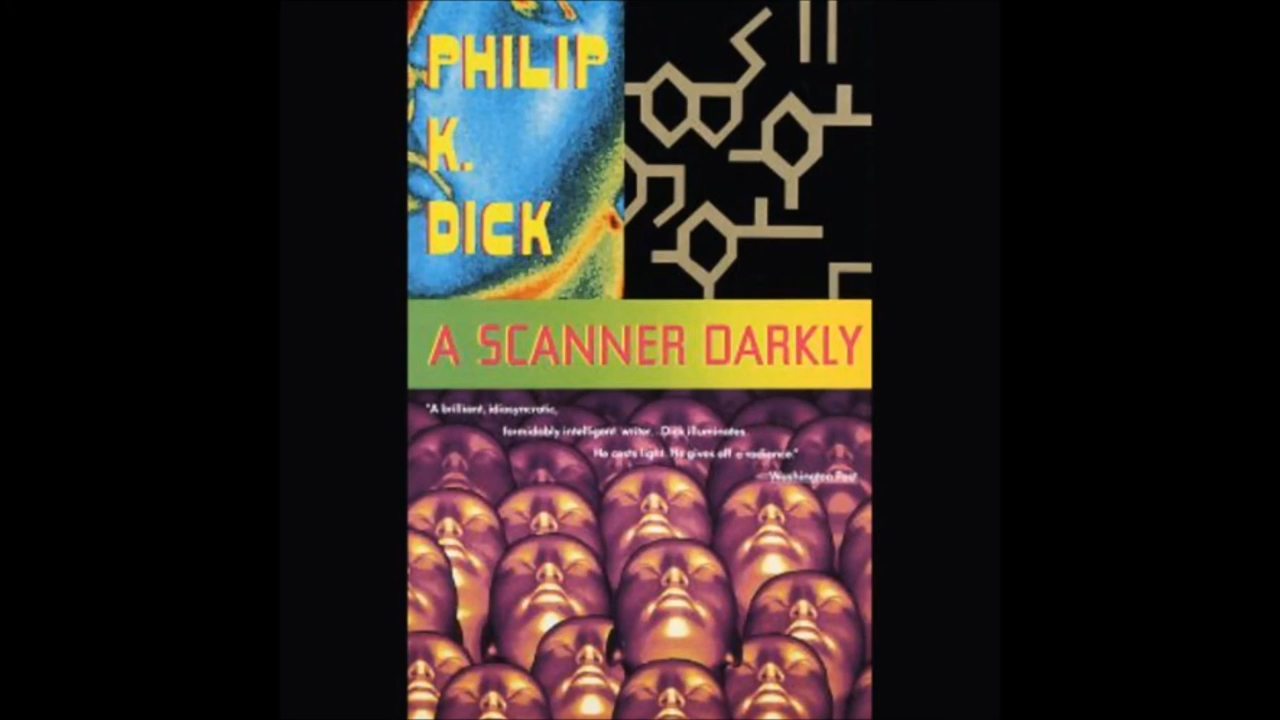 PHILIP
K.
DICK
A SCANNER DARKLY
"A brilliant, idiosyncratic,
formidably intelligent writer...Dick illuminates.
He casts light. He gives off a radiance."
—Washington Post